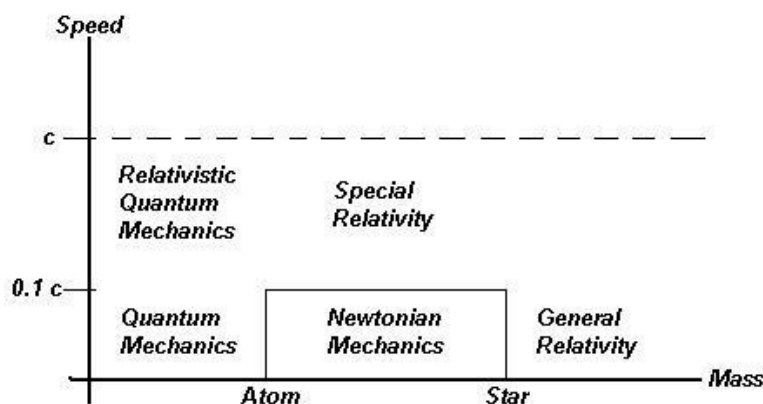 Speed
c
Relativistic
Quantum
Mechanics
Special
Relativity
0.1 c
Quantum
Mechanics
Newtonian
Mechanics
General
Relativity
Mass
Atom
Star